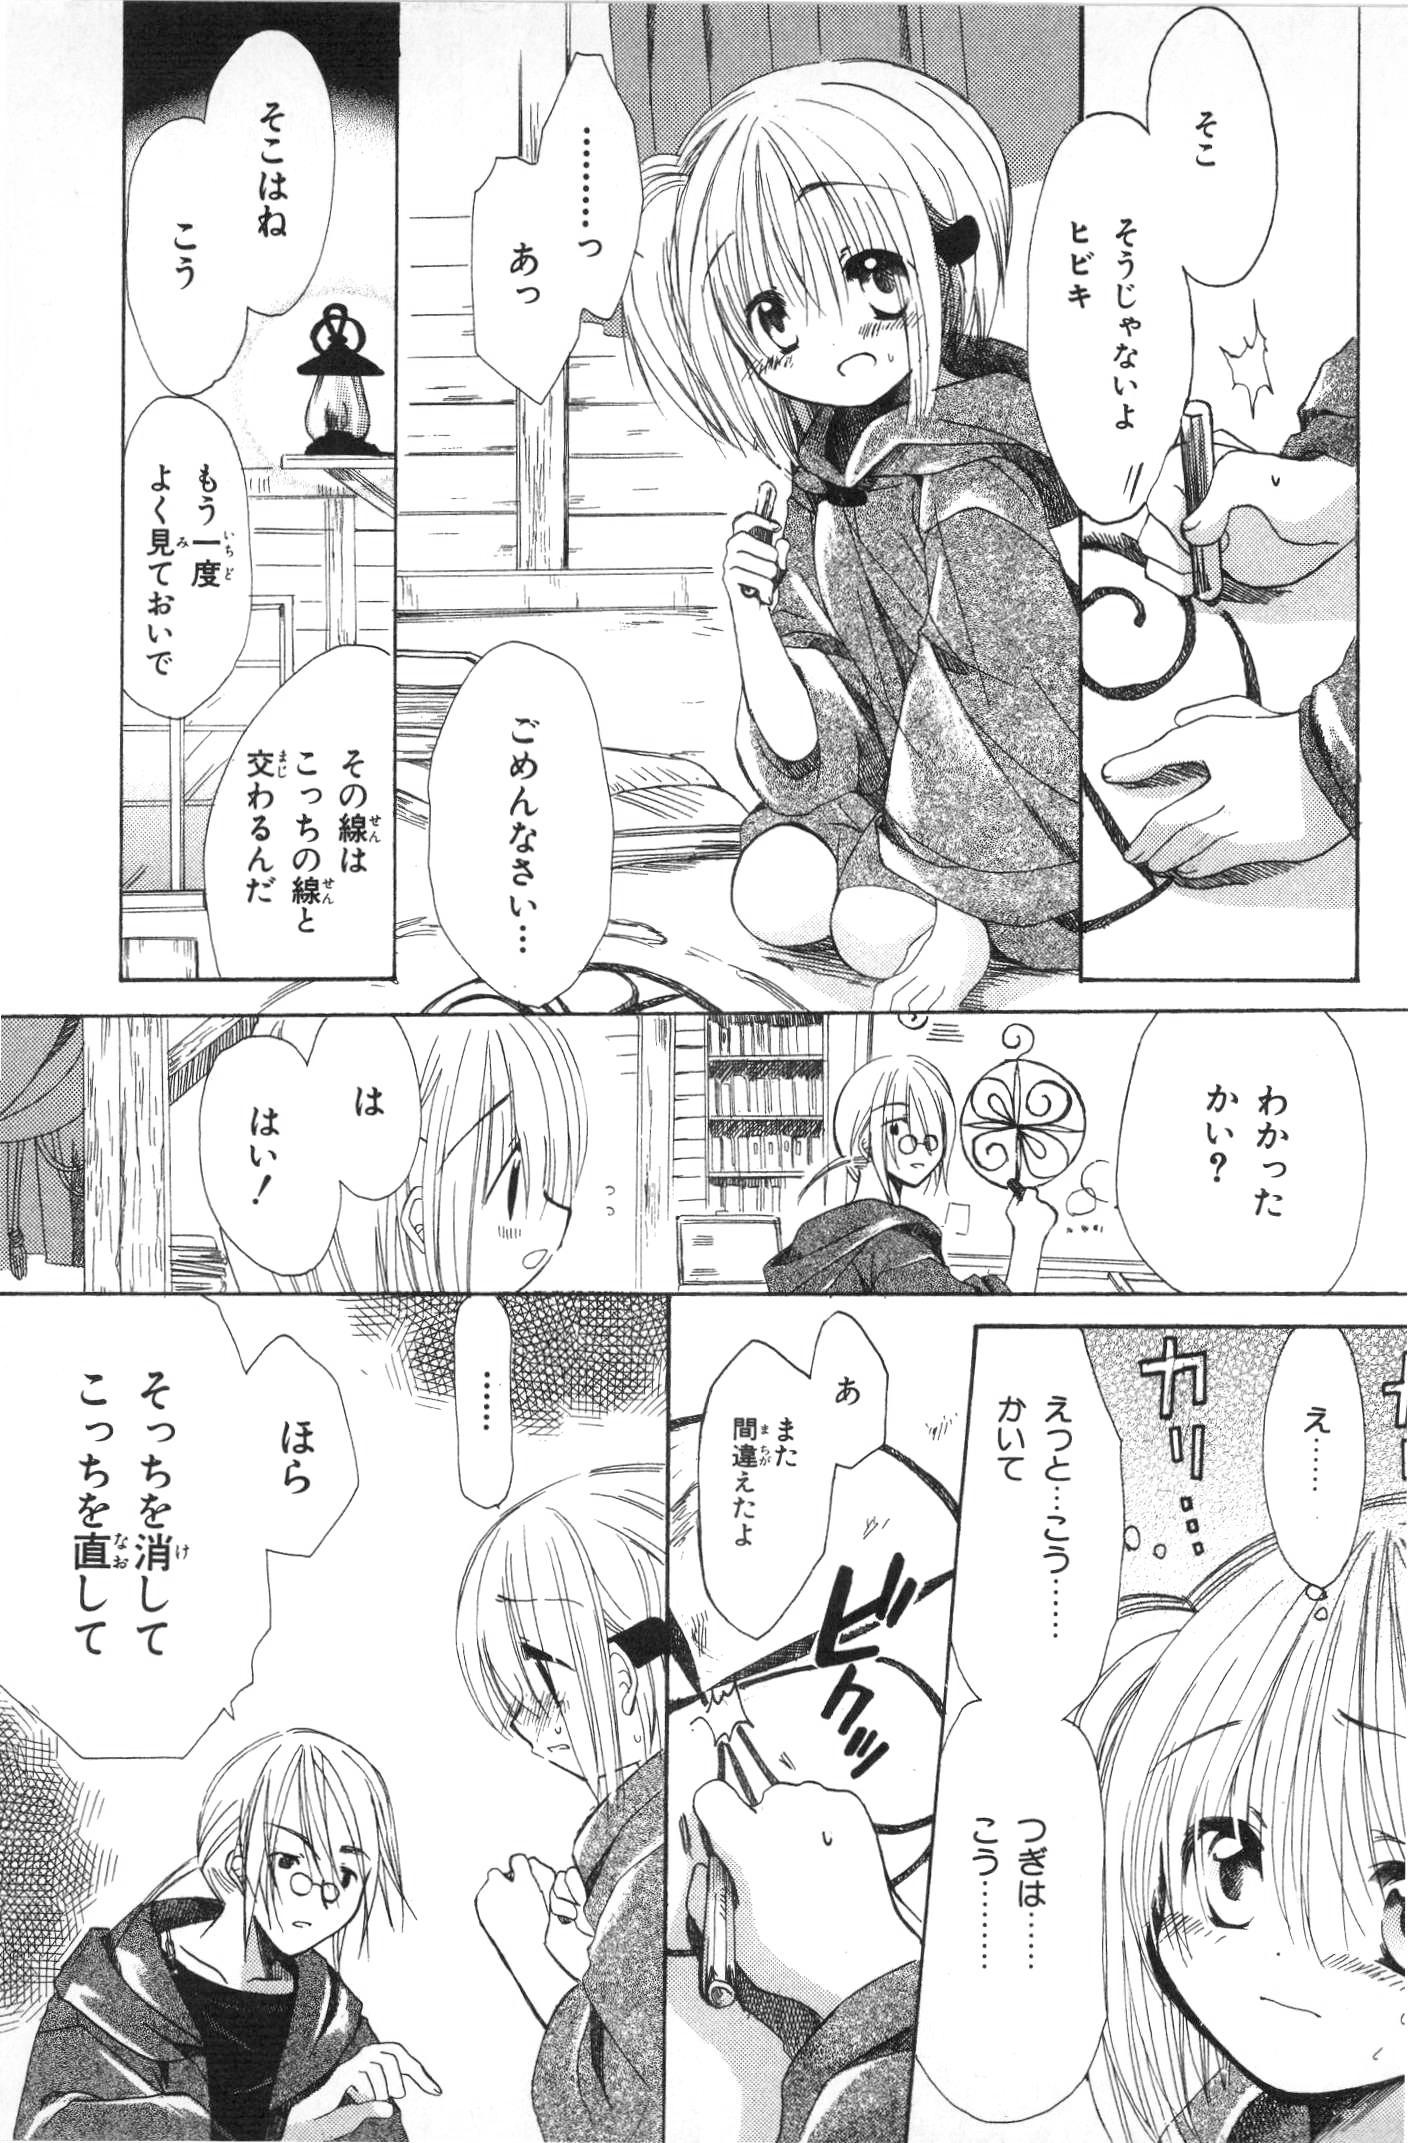 そこ
そうじゃないよ
ヒビキ
………っ
あっ
ごめんなさい…
そこはね
こう
もう一度
よく見ておいで
その線は
こっちの線と
交わるんだ
わかった
かい?
は
はい!
え……
カリ…
えっと…こう……
かいて
つぎは……
こう………
あ
また
間違えたよ
ビクッ
……
ほら
そっちを消して
こっちを直して